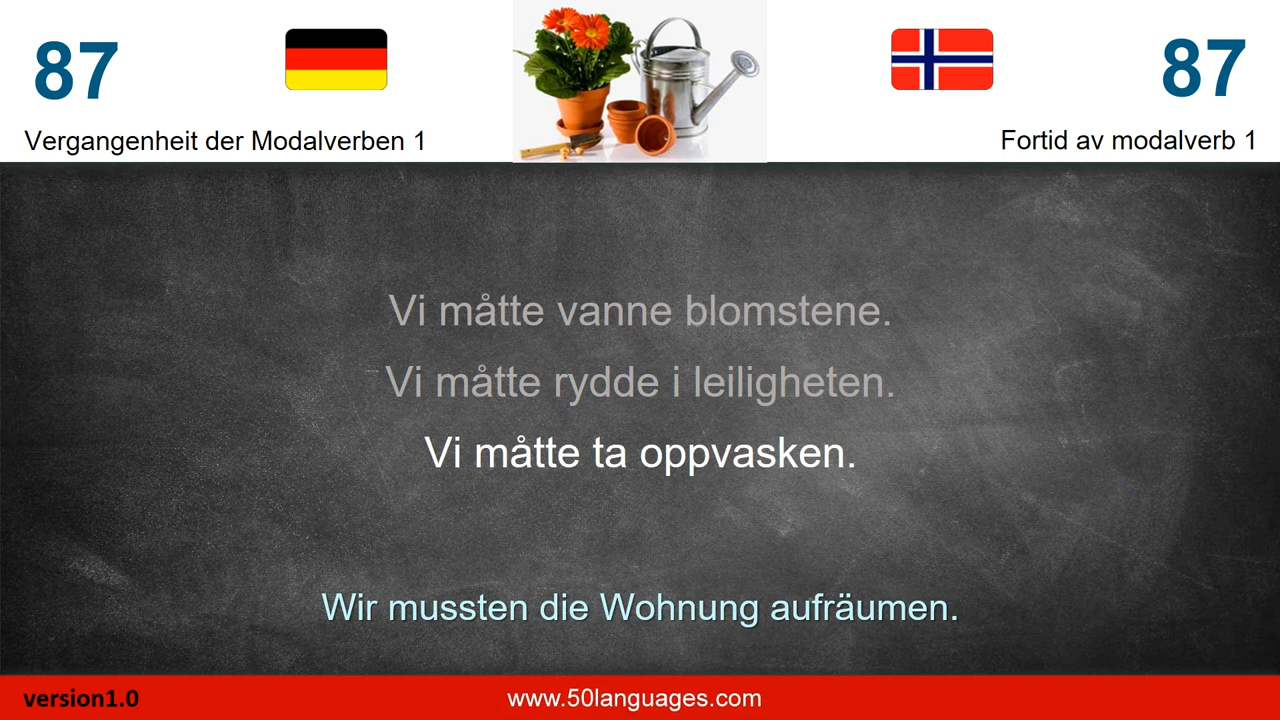 87
87
Vergangenheit der Modalverben 1
Fortid av modalverb 1
Vi måtte vanne blomstene.
Vi måtte rydde i leiligheten.
Vi måtte ta oppvasken.
Wir mussten die Wohnung aufräumen.
version1.0
www.50languages.com